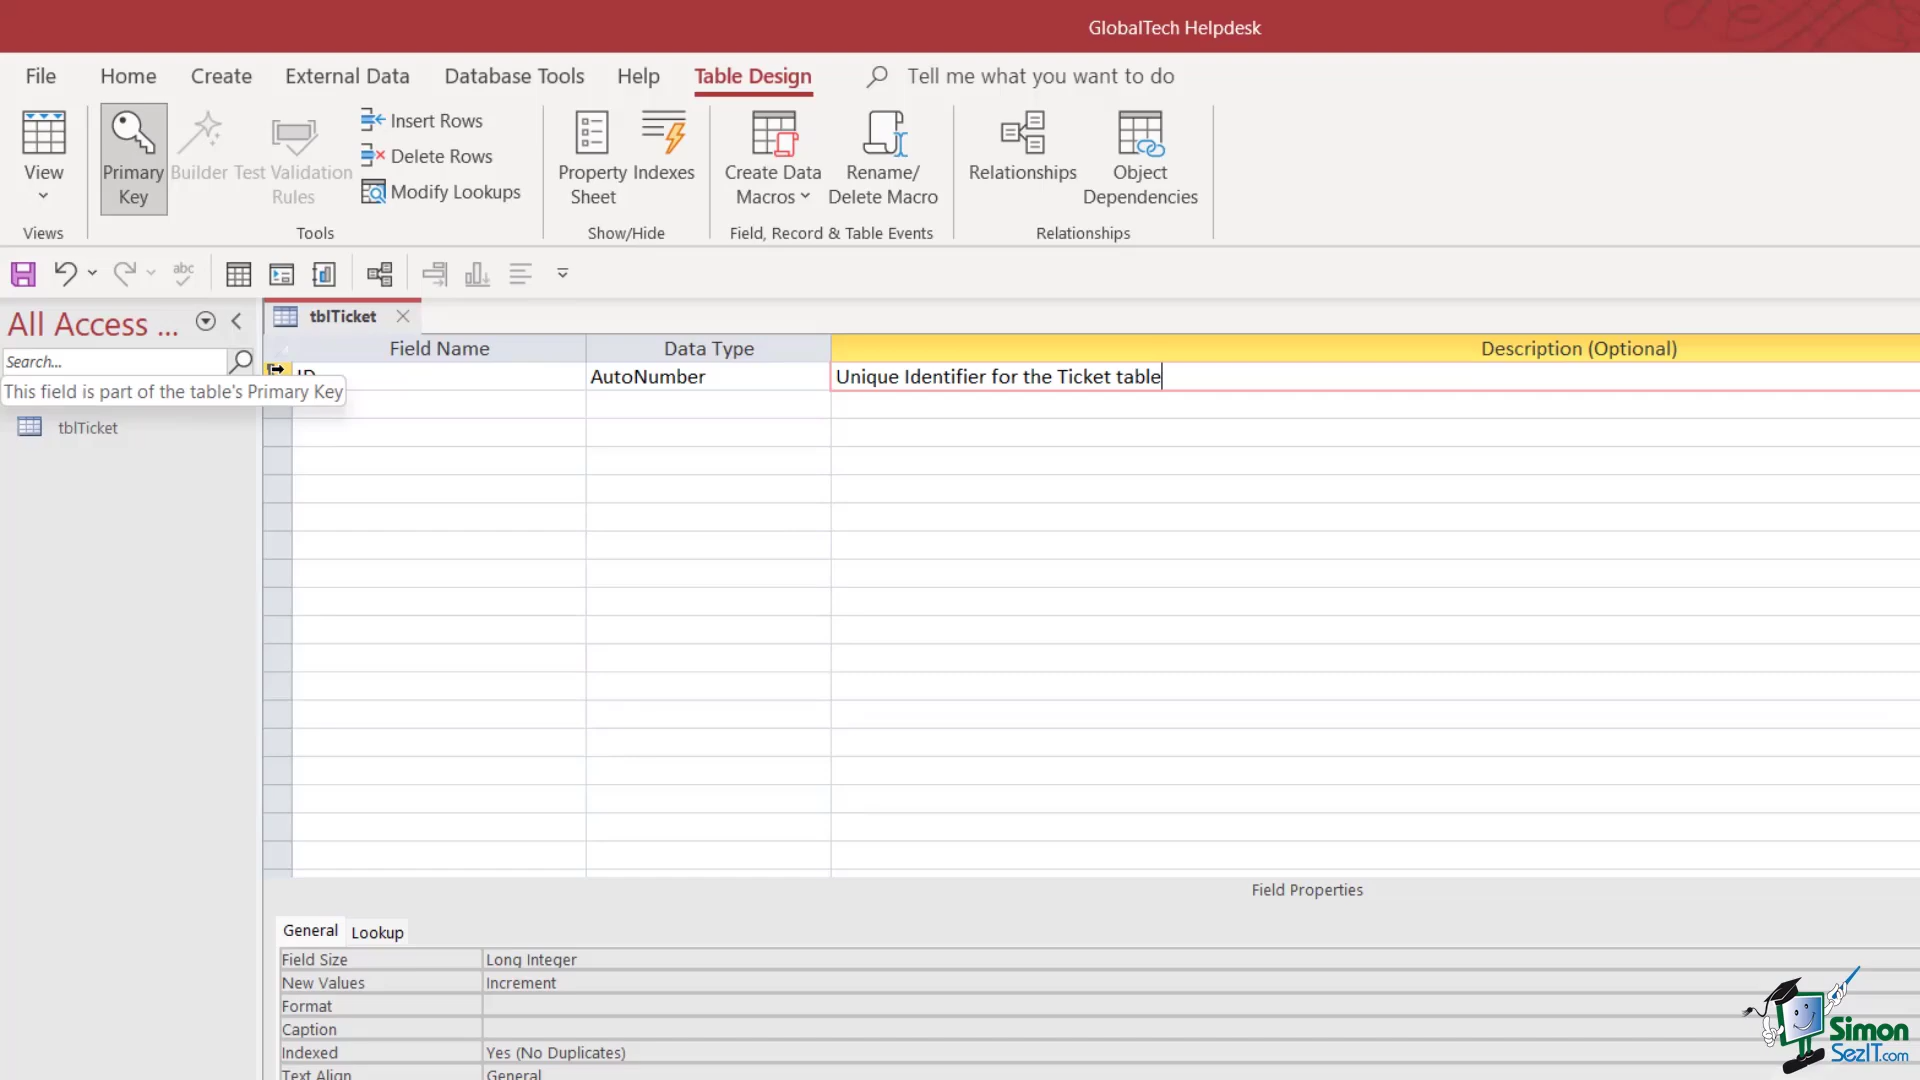 GlobalTech Helpdesk
File Home Create External Data Database Tools Help Table Design Tell me what you want to do
View
Primary Key
Builder
Test Validation Rules
Insert Rows
Delete Rows
Modify Lookups
Property Sheet
Indexes
Create Data Macros
Rename/ Delete Macro
Relationships
Object Dependencies
Views Tools Show/Hide Field, Record & Table Events Relationships
abc
All Access ...
tblTicket
Search...
Field Name Data Type Description (Optional)
ID AutoNumber Unique Identifier for the Ticket table
This field is part of the table's Primary Key
tblTicket
Field Properties
General Lookup
Field Size Long Integer
New Values Increment
Format
Caption
Indexed Yes (No Duplicates)
Text Align General
Simon
SezIT.com